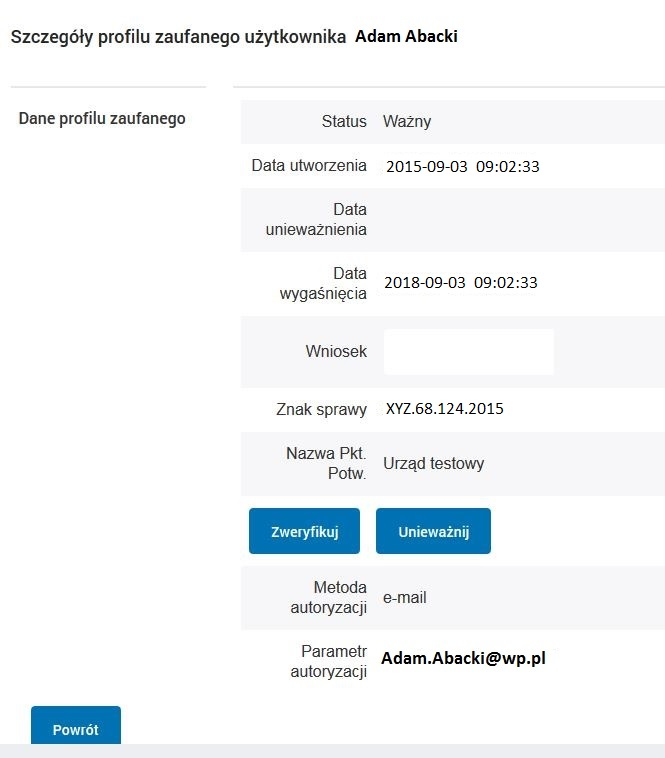 Szczegóły profilu zaufanego użytkownika Adam Abacki
Dane profilu zaufanego
Status Ważny
Data utworzenia 2015-09-03 09:02:33
Data
unieważnienia
Data
wygaśnięcia 2018-09-03 09:02:33
Wniosek
Znak sprawy XYZ.68.124.2015
Nazwa Pkt.
Potw. Urząd testowy
Zweryfikuj Unieważnij
Metoda
autoryzacji e-mail
Parametr
autoryzacji Adam.Abacki@wp.pl
Powrót